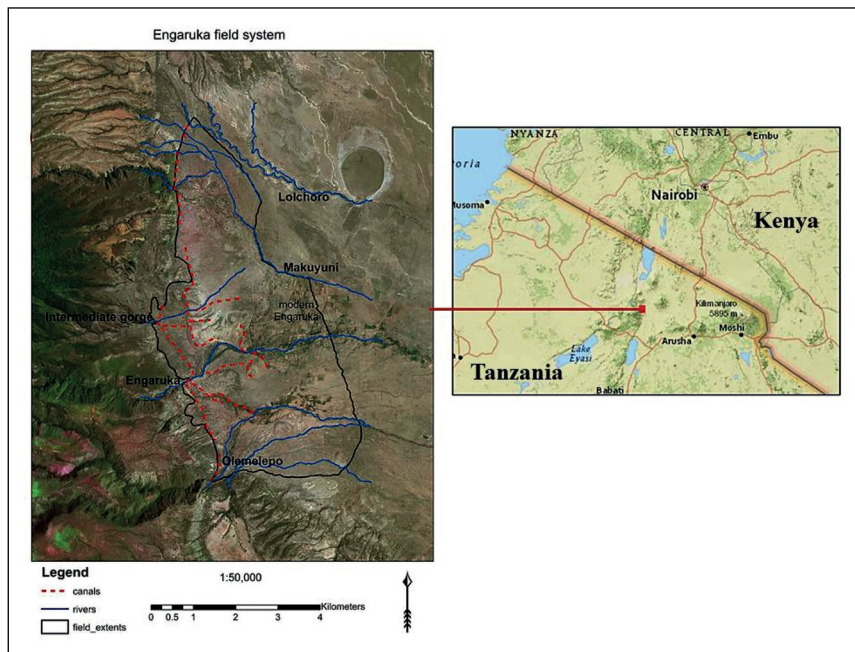 Engaruka field system
Lolchoro
Makuyuni
modern
Engaruka
Intermediate gorge
Engaruka
Olemelepo
Legend
canals
rivers
field_extents
1:50,000
Kilometers
0 0.5 1 2 3 4
NYANZA
CENTRAL
Embu
toria
Nairobi
Musoma
Kenya
Kilimanjaro
5895 m
Moshi
Arusha
Lake
Eyasi
Tanzania
Babati